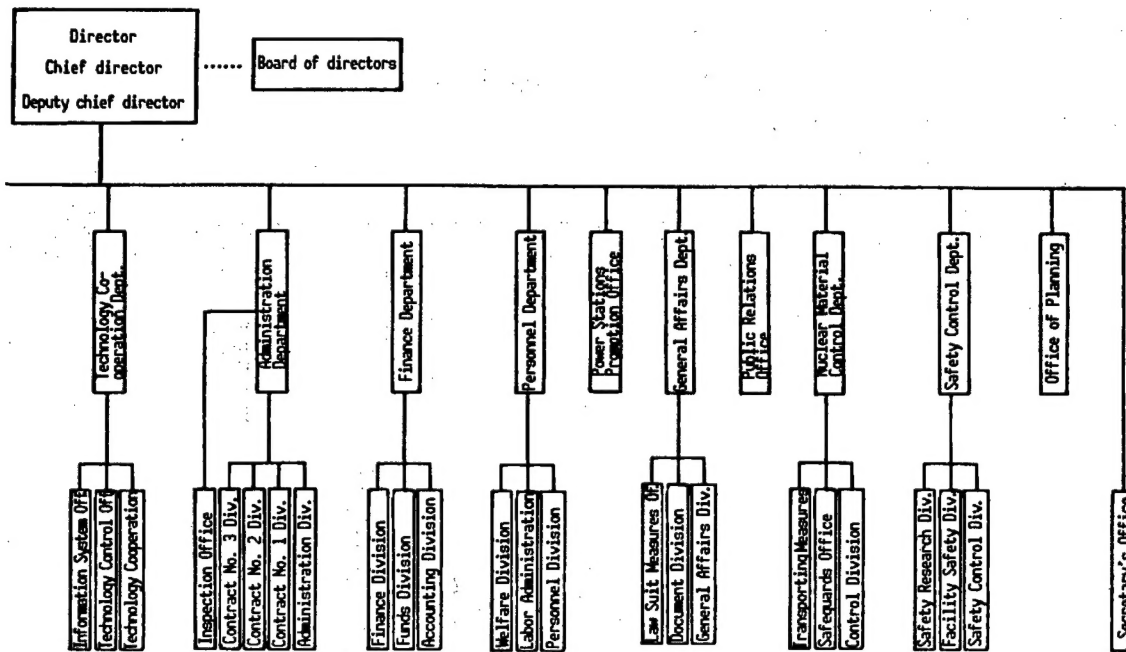 Director
Chief director
Deputy chief director
...... Board of directors
Technology Co-
operation Dept.
Administration
Department
Finance Department
Personnel Department
Power Stations
Promotion Office
General Affairs Dept
Public Relations
Office
Nuclear Material
Control Dept.
Safety Control Dept.
Office of Planning
Information System Off
Technology Control Off
Technology Cooperation
Inspection Office
Contract No. 3 Div.
Contract No. 2 Div.
Contract No. 1 Div.
Administration Div.
Finance Division
Funds Division
Accounting Division
Welfare Division
Labor Administration
Personnel Division
Law Suit Measures Of.
Document Division
General Affairs Div.
Transporting Measures
Safeguards Office
Control Division
Safety Research Div.
Facility Safety Div.
Safety Control Div.
Secretary's Office